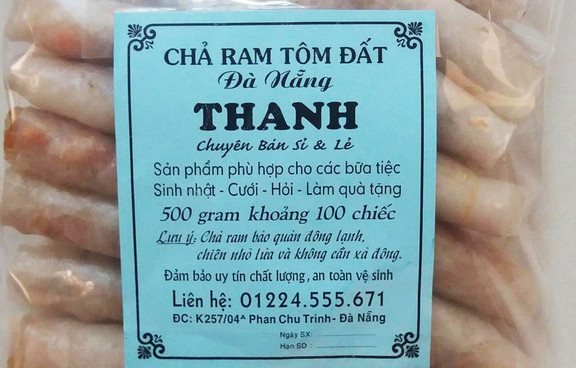 CHẢ RAM TÔM ĐẤT
Đà Nẵng
THANH
Chuyên Bán Sỉ & Lẻ
Sản phẩm phù hợp cho các bữa tiệc
Sinh nhật - Cưới - Hỏi - Làm quà tặng
500 gram khoảng 100 chiếc
Lưu ý: Chả ram bảo quản đông lạnh,
chiên nhỏ lửa và không cần xả đông.
Đảm bảo uy tín chất lượng, an toàn vệ sinh
Liên hệ: 01224.555.671
ĐC: K257/04ᴬ Phan Chu Trinh- Đà Nẵng
Ngày SX:
Hạn SD :